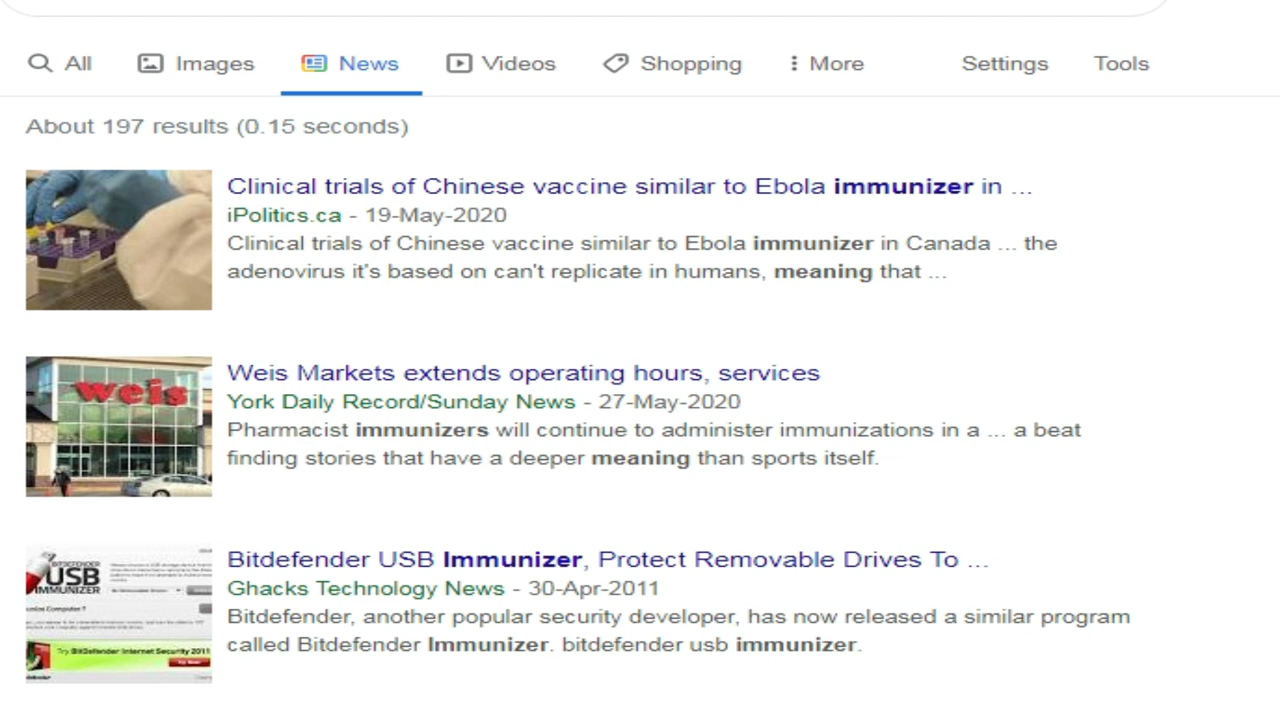 All Images News Videos Shopping More Settings Tools
About 197 results (0.15 seconds)
Clinical trials of Chinese vaccine similar to Ebola immunizer in ...
iPolitics.ca - 19-May-2020
Clinical trials of Chinese vaccine similar to Ebola immunizer in Canada ... the
adenovirus it's based on can't replicate in humans, meaning that ...
weis
Weis Markets extends operating hours, services
York Daily Record/Sunday News - 27-May-2020
Pharmacist immunizers will continue to administer immunizations in a ... a beat
finding stories that have a deeper meaning than sports itself.
BITDEFENDER
USB
IMMUNIZER
Try BitDefender Internet Security 2011
Bitdefender USB Immunizer, Protect Removable Drives To ...
Ghacks Technology News - 30-Apr-2011
Bitdefender, another popular security developer, has now released a similar program
called Bitdefender Immunizer. bitdefender usb immunizer.